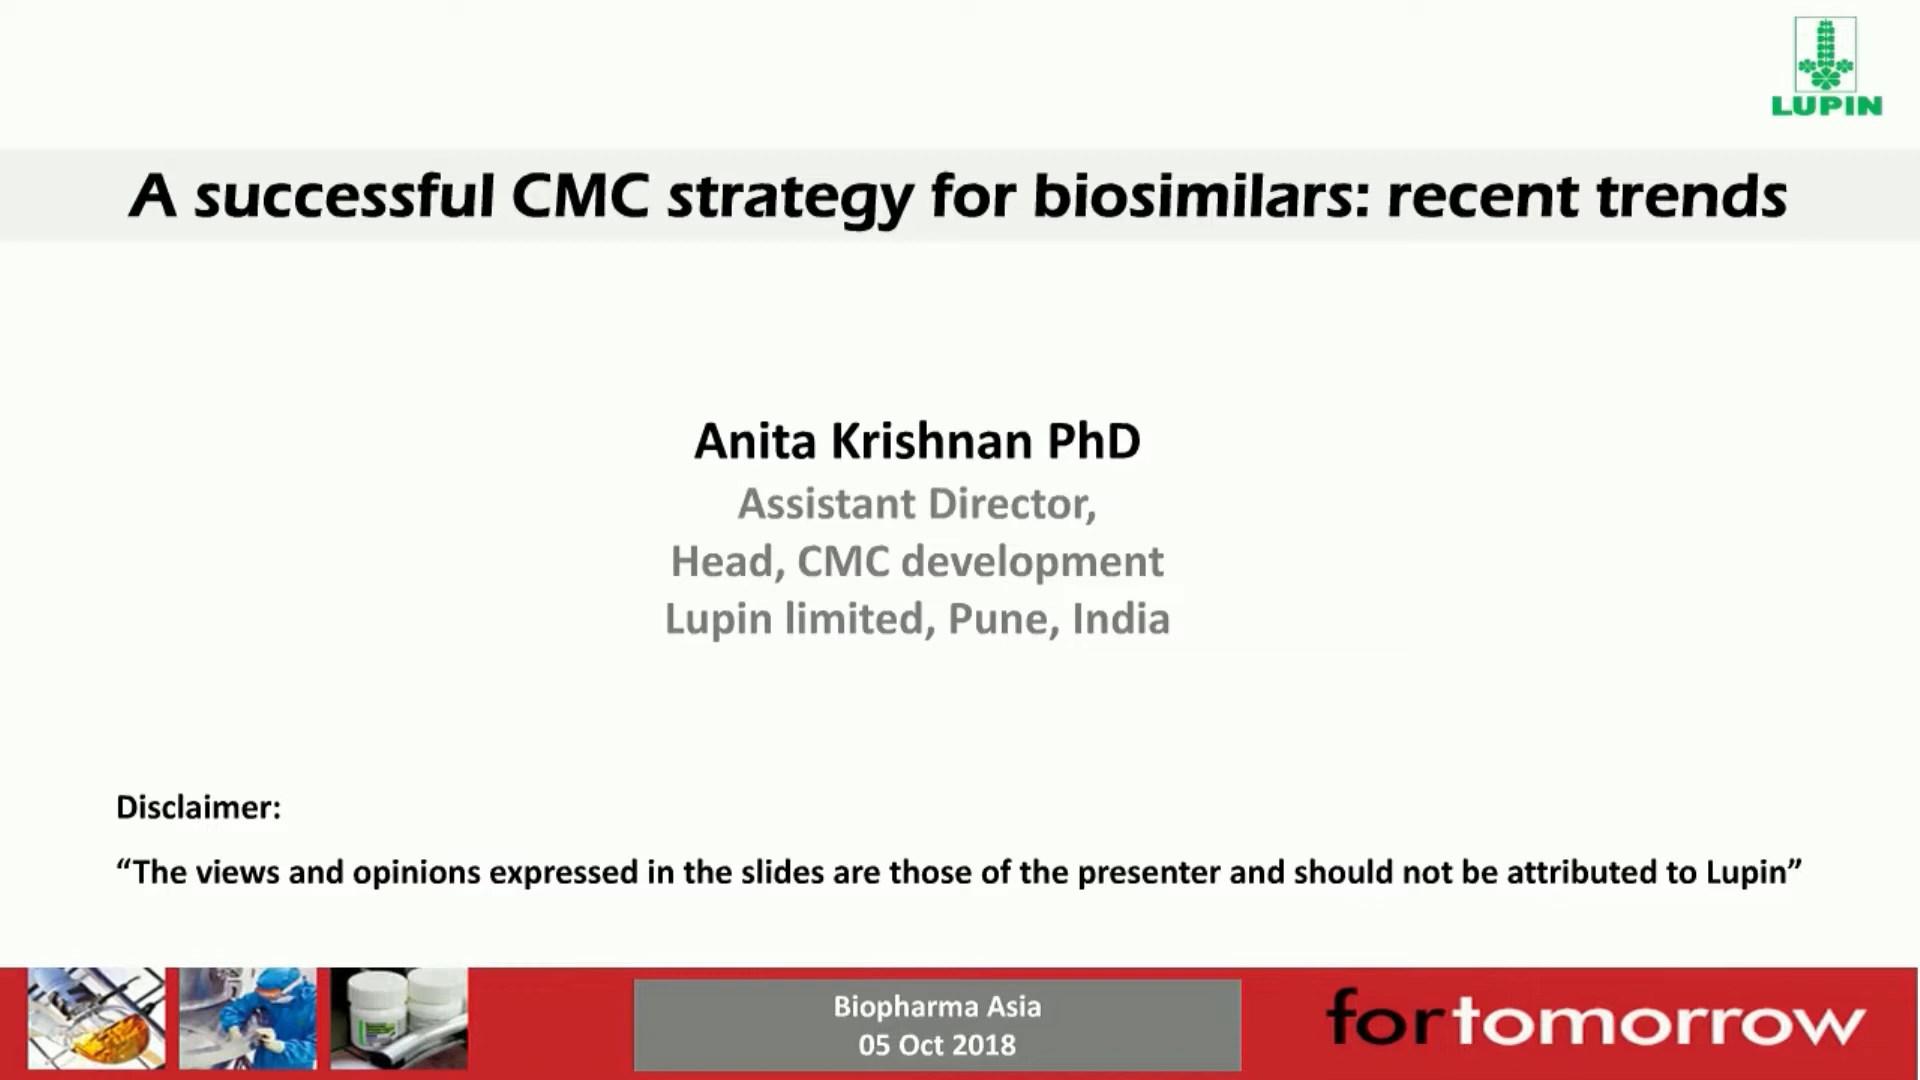 LUPIN
A successful CMC strategy for biosimilars: recent trends
Anita Krishnan PhD
Assistant Director,
Head, CMC development
Lupin limited, Pune, India
Disclaimer:
“The views and opinions expressed in the slides are those of the presenter and should not be attributed to Lupin”
Biopharma Asia
05 Oct 2018
fortomorrow